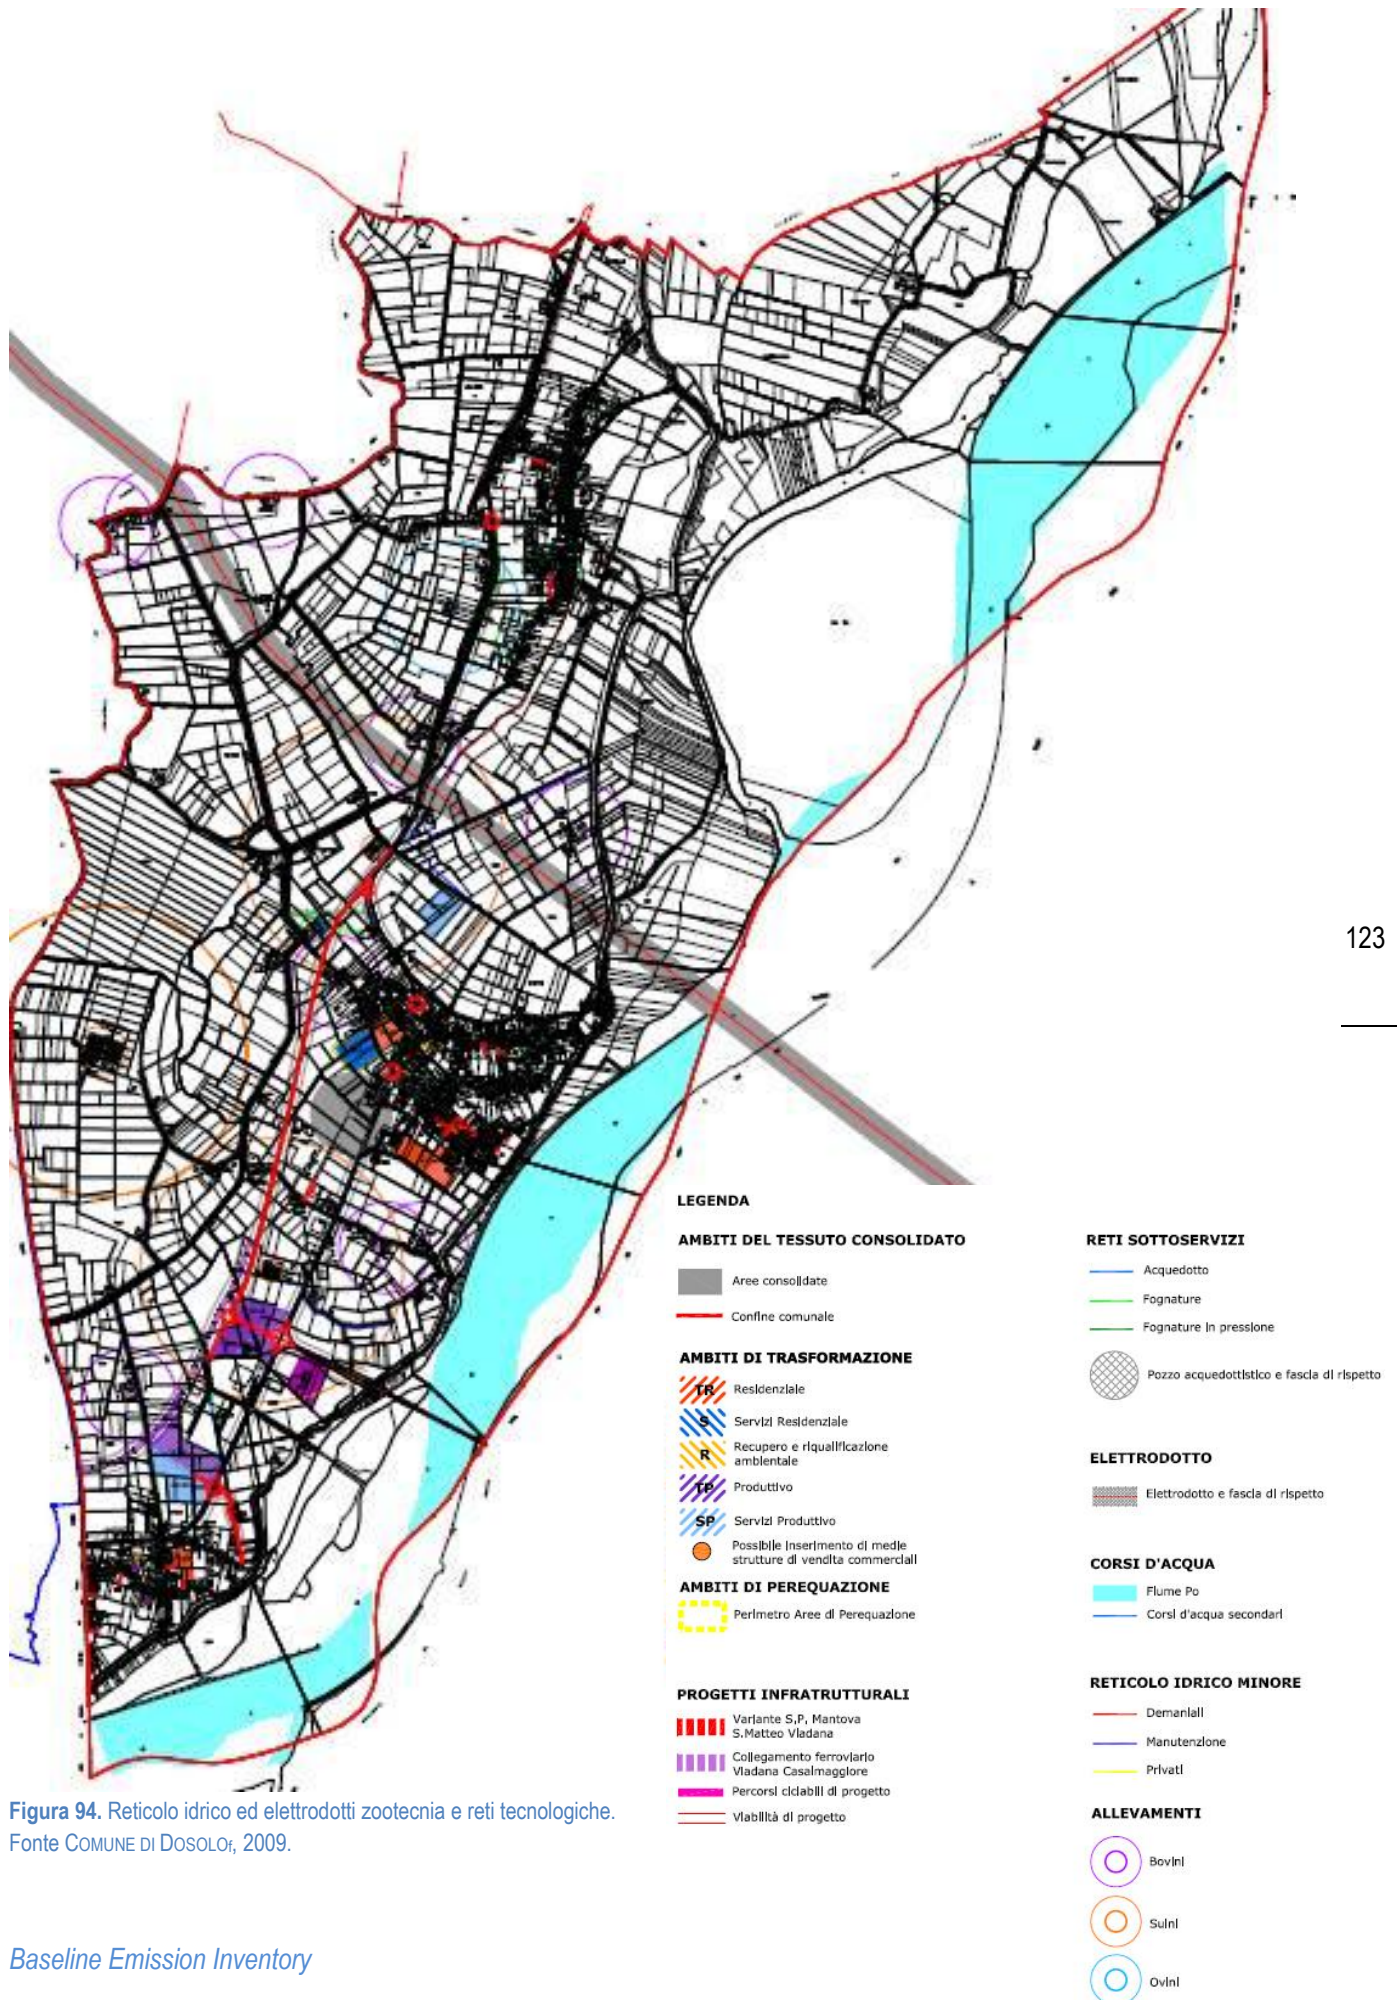 123
LEGENDA
AMBITI DEL TESSUTO CONSOLIDATO
Aree consolidate
Confine comunale
AMBITI DI TRASFORMAZIONE
TR Residenziale
S Servizi Residenziale
R Recupero e riqualificazione
ambientale
TP Produttivo
SP Servizi Produttivo
Possibile inserimento di medie
strutture di vendita commerciali
AMBITI DI PEREQUAZIONE
Perimetro Aree di Perequazione
PROGETTI INFRATRUTTURALI
Variante S.P. Mantova
S.Matteo Viadana
Collegamento ferroviario
Viadana Casalmaggiore
Percorsi ciclabili di progetto
Viabilità di progetto
RETI SOTTOSERVIZI
Acquedotto
Fognature
Fognature in pressione
Pozzo acquedottistico e fascia di rispetto
ELETTRODOTTO
Elettrodotto e fascia di rispetto
CORSI D'ACQUA
Fiume Po
Corsi d'acqua secondari
RETICOLO IDRICO MINORE
Demaniali
Manutenzione
Privati
ALLEVAMENTI
Bovini
Suini
Ovini
Figura 94. Reticolo idrico ed elettrodotti zootecnia e reti tecnologiche.
Fonte COMUNE DI DOSOLOf, 2009.
Baseline Emission Inventory